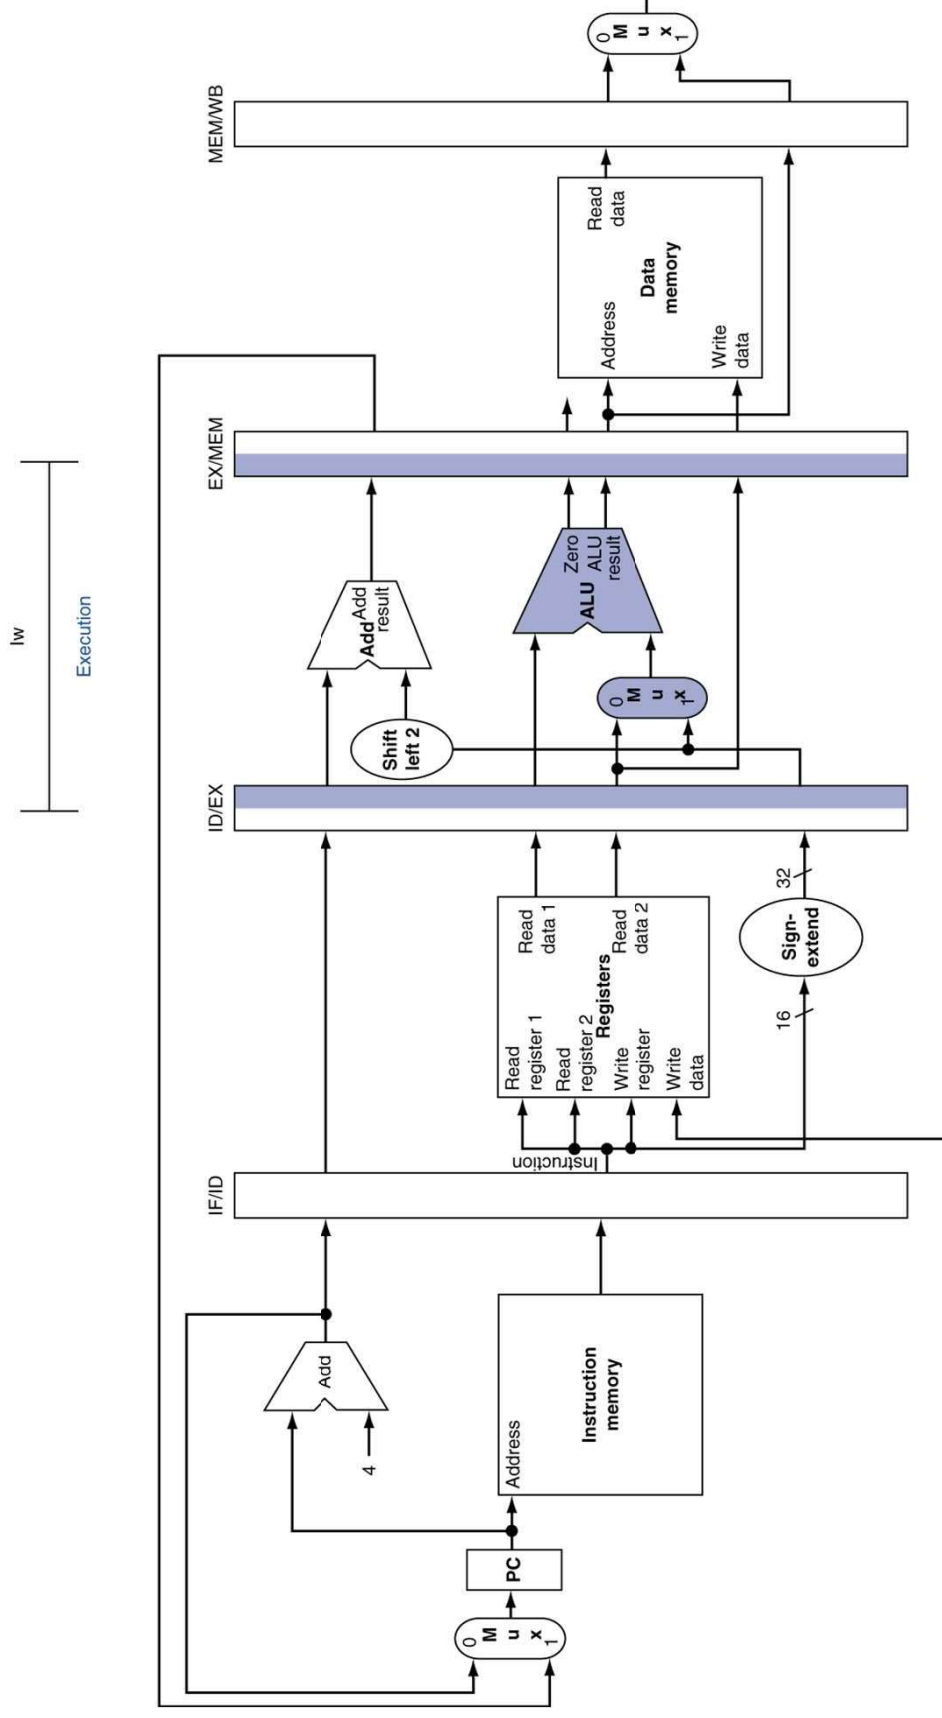 lw
Execution
IF/ID
ID/EX
EX/MEM
MEM/WB
Add
4
Shift
left 2
Add
Add
result
0
M
u
x
1
PC
Address
Instruction
memory
Instruction
Read
register 1
Read
register 2
Write
register
Write
data
Registers
Read
data 1
Read
data 2
16
Sign-
extend
32
0
M
u
x
1
ALU
Zero
ALU
result
Address
Write
data
Data
memory
Read
data
0
M
u
x
1